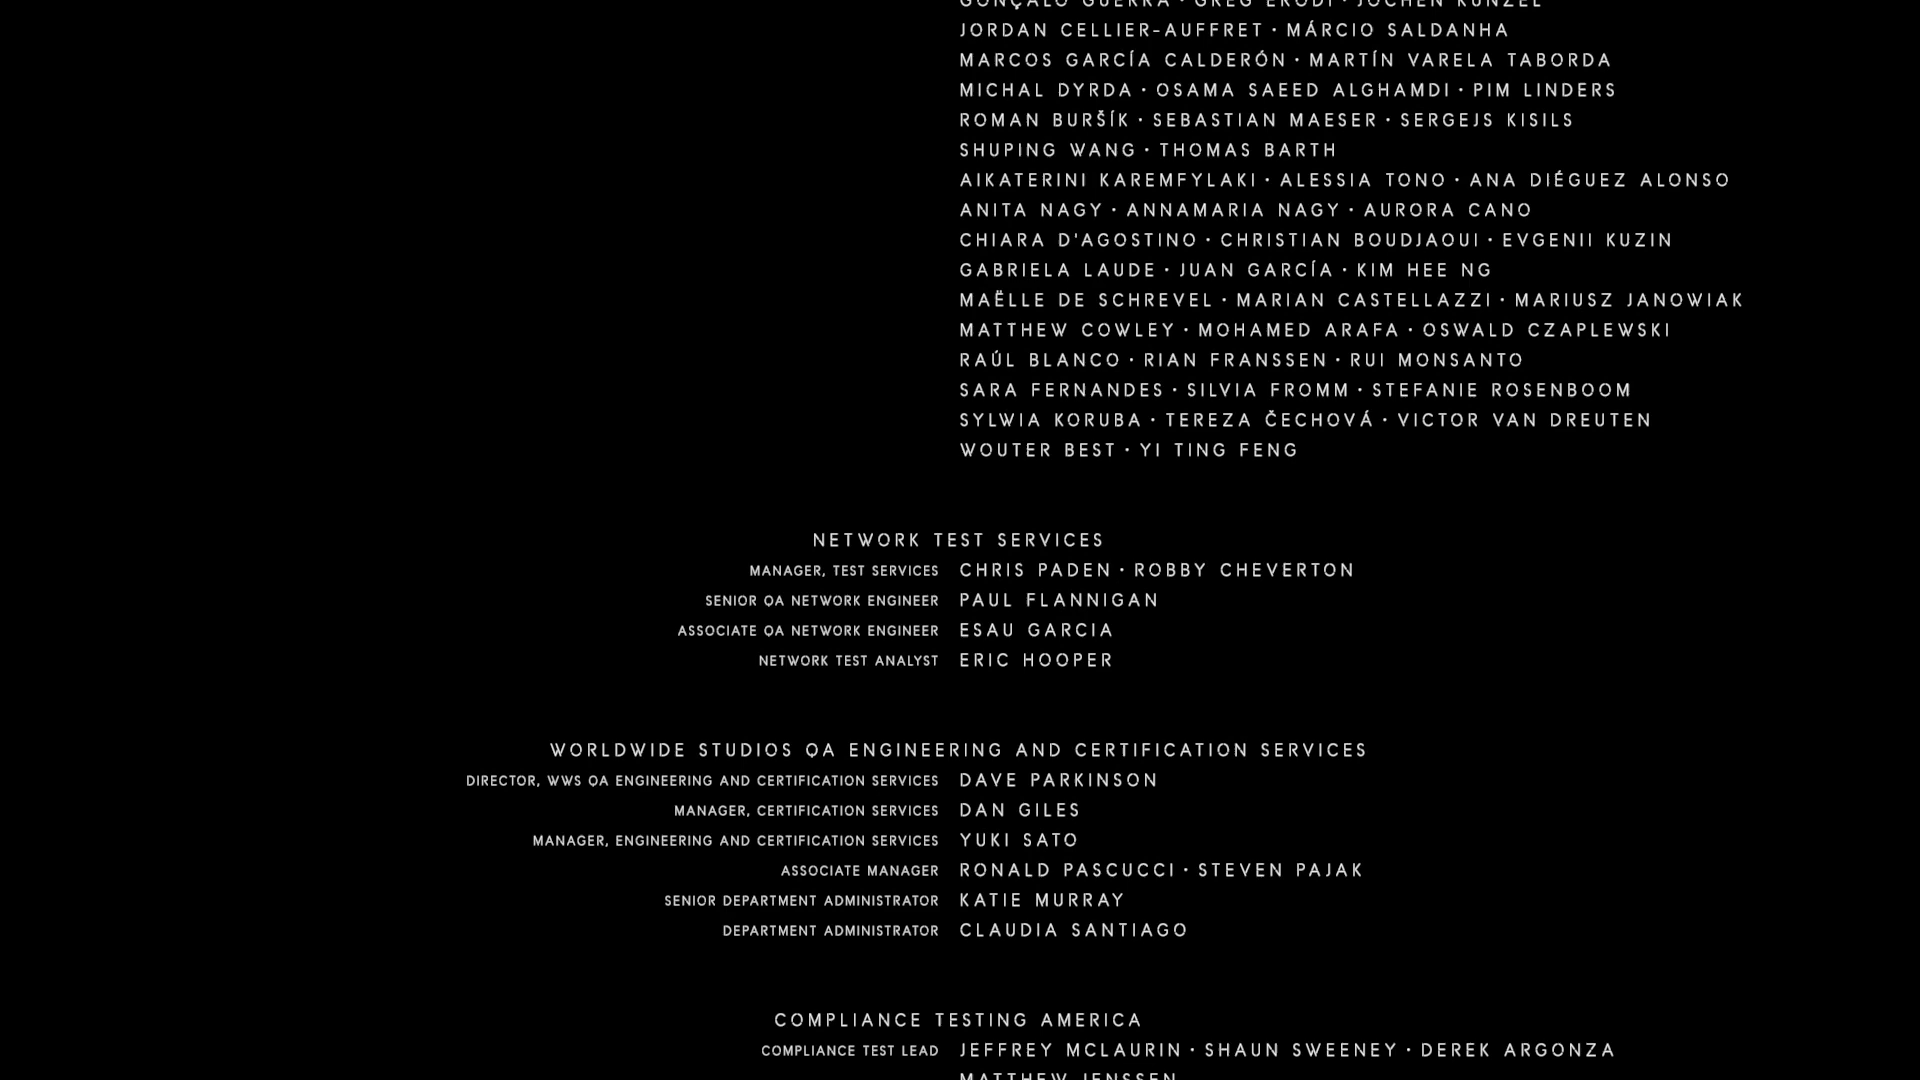 GONÇALO GUERRA · GREG ERÖDI · JOCHEN KÜNZEL
JORDAN CELLIER-AUFFRET · MÁRCIO SALDANHA
MARCOS GARCÍA CALDERÓN · MARTÍN VARELA TABORDA
MICHAL DYRDA · OSAMA SAEED ALGHAMDI · PIM LINDERS
ROMAN BURŠÍK · SEBASTIAN MAESER · SERGEJS KISILS
SHUPING WANG · THOMAS BARTH
AIKATERINI KAREMFYLAKI · ALESSIA TONO · ANA DIÉGUEZ ALONSO
ANITA NAGY · ANNAMARIA NAGY · AURORA CANO
CHIARA D'AGOSTINO · CHRISTIAN BOUDJAOUI · EVGENII KUZIN
GABRIELA LAUDE · JUAN GARCÍA · KIM HEE NG
MAËLLE DE SCHREVEL · MARIAN CASTELLAZZI · MARIUSZ JANOWIAK
MATTHEW COWLEY · MOHAMED ARAFA · OSWALD CZAPLEWSKI
RAÚL BLANCO · RIAN FRANSSEN · RUI MONSANTO
SARA FERNANDES · SILVIA FROMM · STEFANIE ROSENBOOM
SYLWIA KORUBA · TEREZA ČECHOVÁ · VICTOR VAN DREUTEN
WOUTER BEST · YI TING FENG
NETWORK TEST SERVICES
MANAGER, TEST SERVICES CHRIS PADEN · ROBBY CHEVERTON
SENIOR QA NETWORK ENGINEER PAUL FLANNIGAN
ASSOCIATE QA NETWORK ENGINEER ESAU GARCIA
NETWORK TEST ANALYST ERIC HOOPER
WORLDWIDE STUDIOS QA ENGINEERING AND CERTIFICATION SERVICES
DIRECTOR, WWS QA ENGINEERING AND CERTIFICATION SERVICES DAVE PARKINSON
MANAGER, CERTIFICATION SERVICES DAN GILES
MANAGER, ENGINEERING AND CERTIFICATION SERVICES YUKI SATO
ASSOCIATE MANAGER RONALD PASCUCCI · STEVEN PAJAK
SENIOR DEPARTMENT ADMINISTRATOR KATIE MURRAY
DEPARTMENT ADMINISTRATOR CLAUDIA SANTIAGO
COMPLIANCE TESTING AMERICA
COMPLIANCE TEST LEAD JEFFREY MCLAURIN · SHAUN SWEENEY · DEREK ARGONZA
MATTHEW JENSSEN